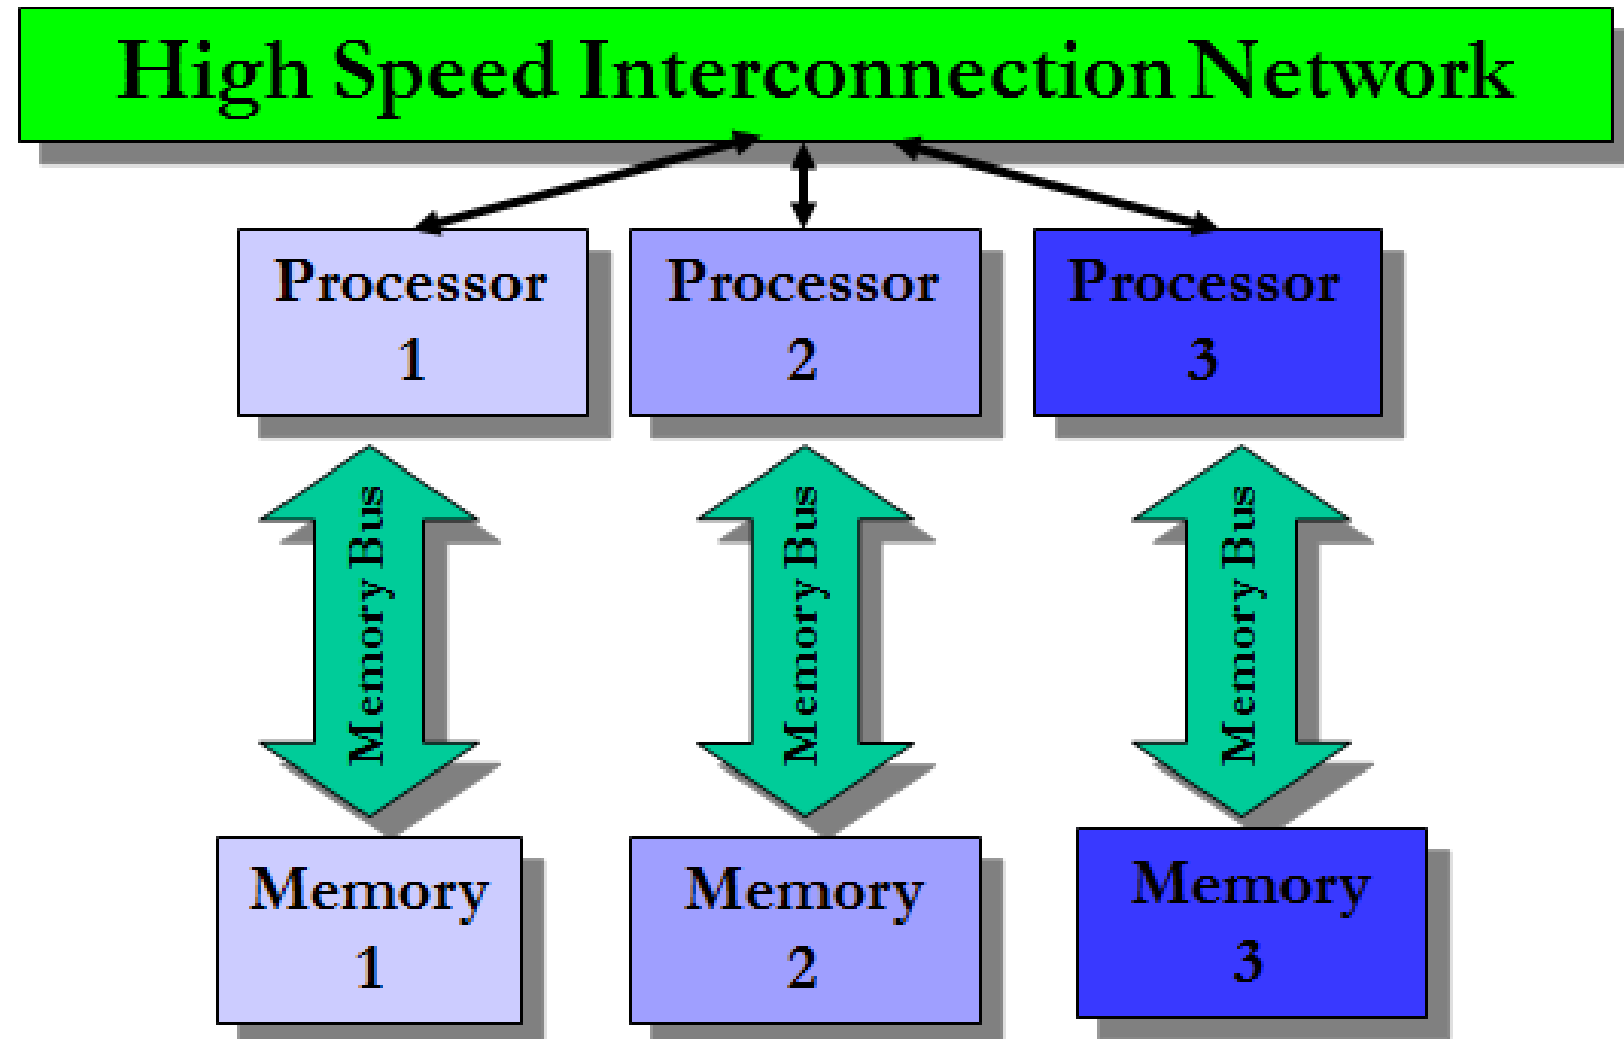 High Speed Interconnection Network
Processor
1
Processor
2
Processor
3
Memory Bus
Memory Bus
Memory Bus
Memory
1
Memory
2
Memory
3